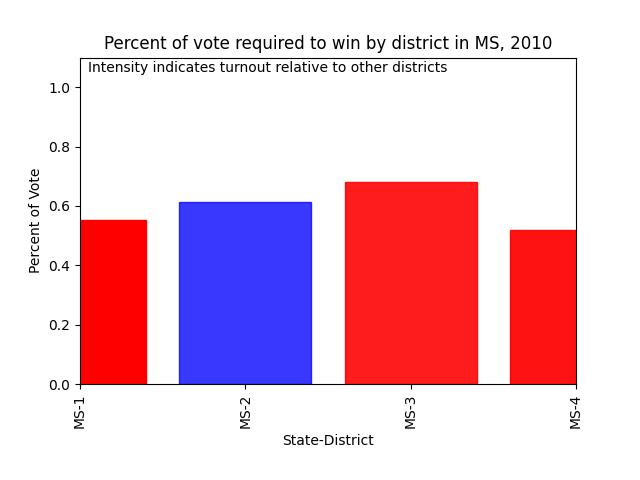 Percent of vote required to win by district in MS, 2010
Intensity indicates turnout relative to other districts
1.0
0.8
0.6
0.4
0.2
0.0
Percent of Vote
MS-1
MS-2
MS-3
MS-4
State-District